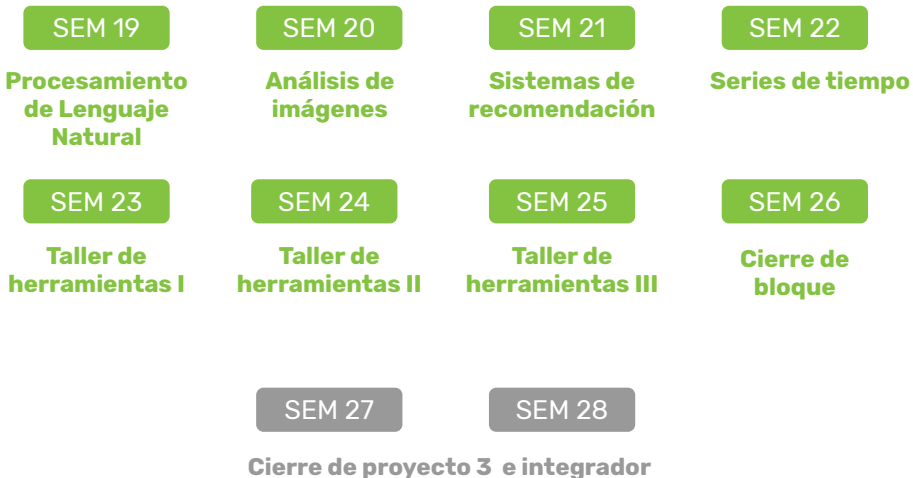 SEM 19
SEM 20
SEM 21
SEM 22
Procesamiento
de Lenguaje
Natural
Análisis de
imágenes
Sistemas de
recomendación
Series de tiempo
SEM 23
SEM 24
SEM 25
SEM 26
Taller de
herramientas I
Taller de
herramientas II
Taller de
herramientas III
Cierre de
bloque
SEM 27
SEM 28
Cierre de proyecto 3 e integrador